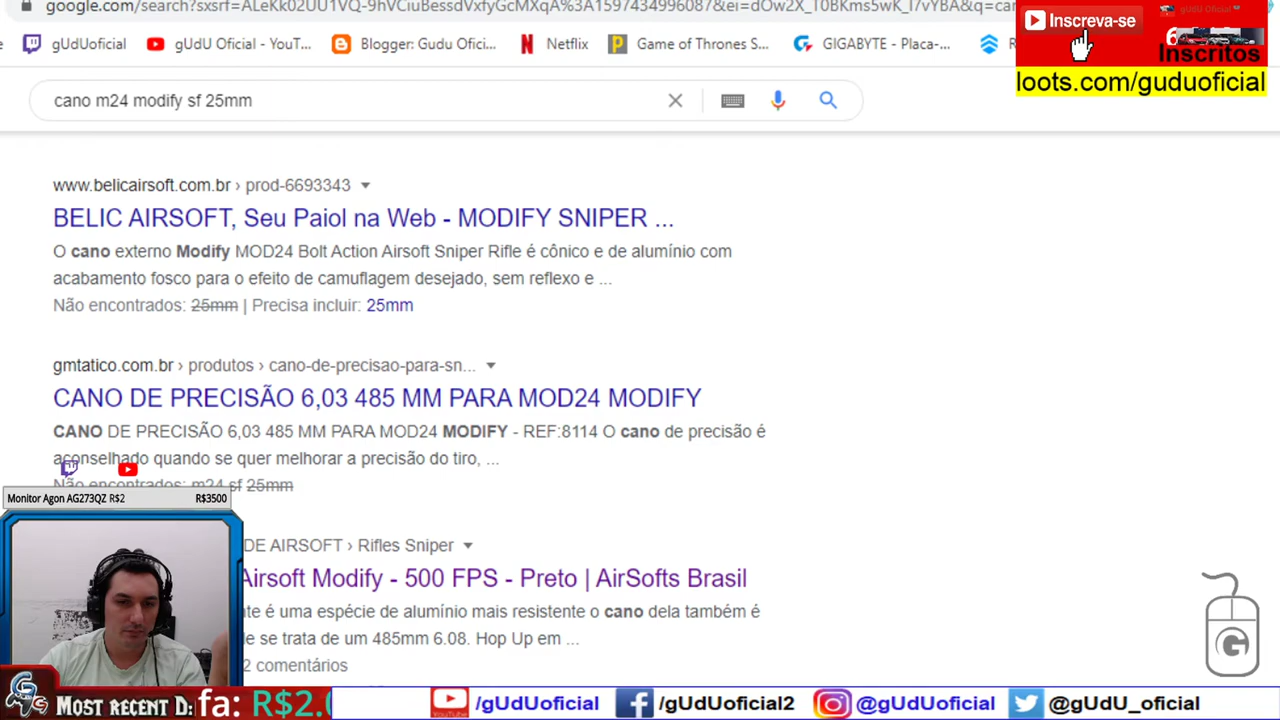 google.com/search?sxsrf=ALeKk02UU1VQ-9hVCiuBessdVxfyGcMXqA%3A1597434996087&ei=dOw2X_T0BKms5wK_l7vYBA&q=can
gUdUoficial
gUdU Oficial - YouT...
Blogger: Gudu Ofici...
Netflix
Game of Thrones S...
GIGABYTE - Placa-...
Inscreva-se
Inscritos
loots.com/guduoficial
cano m24 modify sf 25mm
www.belicairsoft.com.br › prod-6693343
BELIC AIRSOFT, Seu Paiol na Web - MODIFY SNIPER ...
O cano externo Modify MOD24 Bolt Action Airsoft Sniper Rifle é cônico e de alumínio com
acabamento fosco para o efeito de camuflagem desejado, sem reflexo e ...
Não encontrados: 25mm | Precisa incluir: 25mm
gmtatico.com.br › produtos › cano-de-precisao-para-sn...
CANO DE PRECISÃO 6,03 485 MM PARA MOD24 MODIFY
CANO DE PRECISÃO 6,03 485 MM PARA MOD24 MODIFY - REF:8114 O cano de precisão é
aconselhado quando se quer melhorar a precisão do tiro, ...
Não encontrados: m24 sf 25mm
Monitor Agon AG273QZ R$2 R$3500
DE AIRSOFT › Rifles Sniper
Airsoft Modify - 500 FPS - Preto | AirSofts Brasil
te é uma espécie de alumínio mais resistente o cano dela também é
le se trata de um 485mm 6.08. Hop Up em ...
2 comentários
Most recent D: fa: R$2.0
/gUdUoficial
/gUdUoficial2
@gUdUoficial
@gUdU_oficial